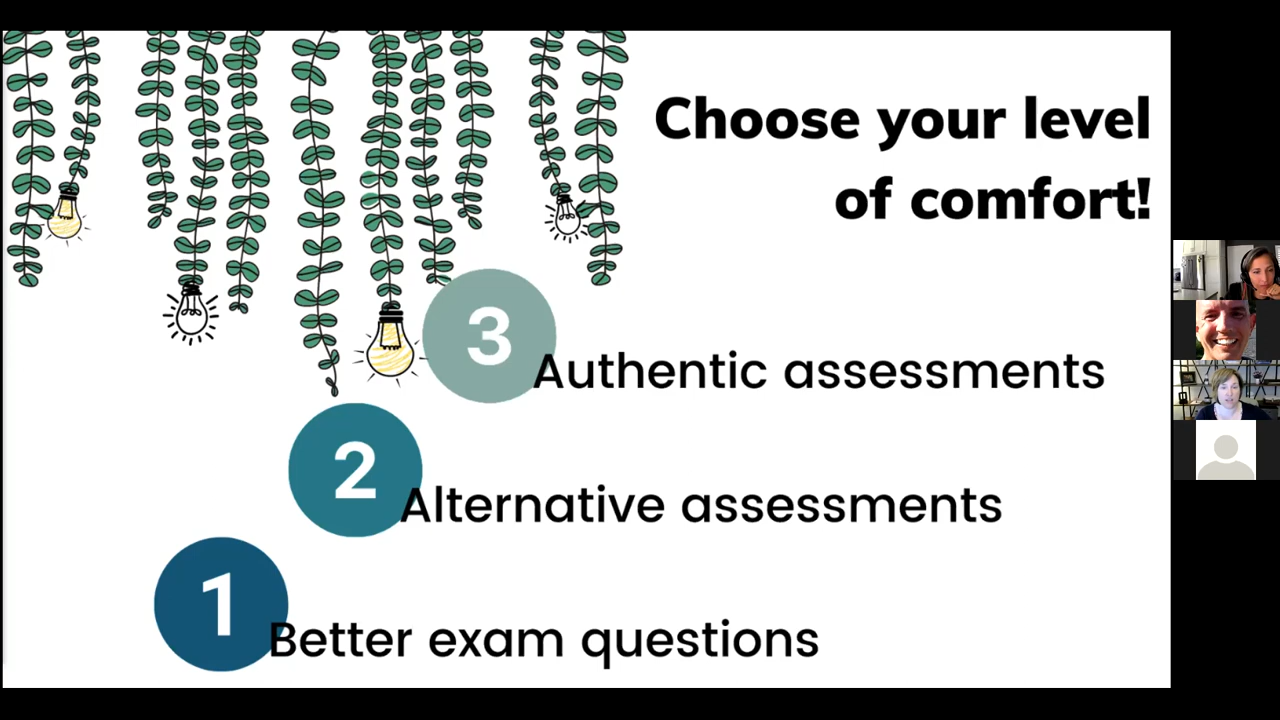 Choose your level
of comfort!
3
Authentic assessments
2
Alternative assessments
1
Better exam questions